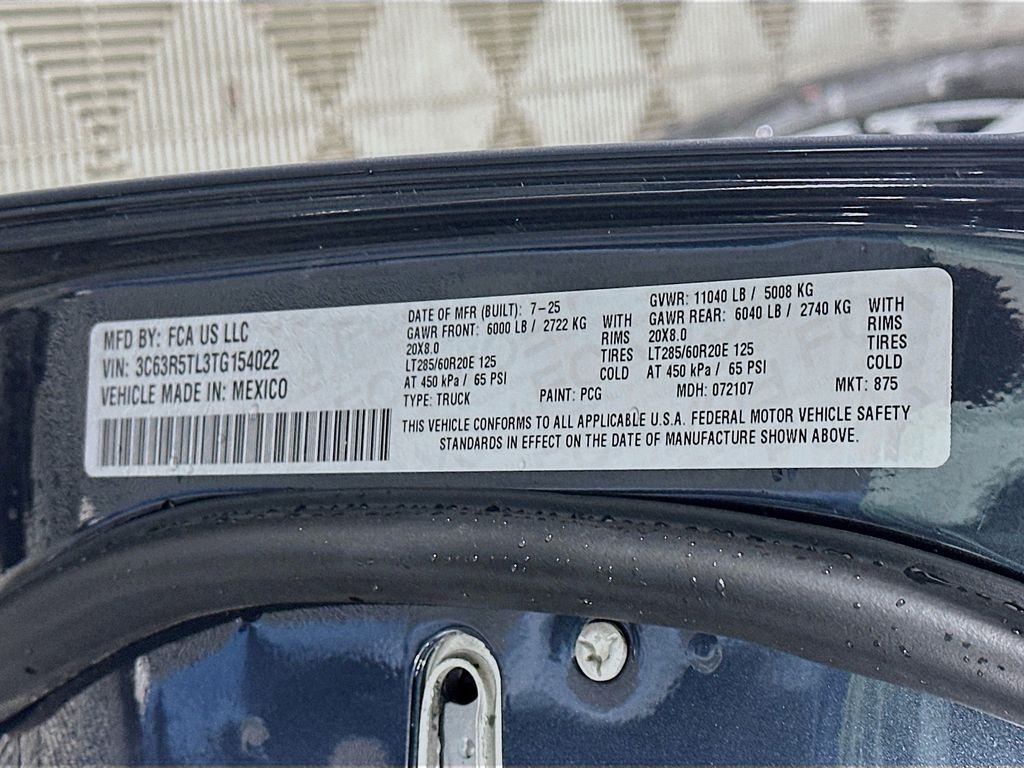 MFD BY: FCA US LLC
VIN: 3C63R5TL3TG154022
VEHICLE MADE IN: MEXICO
DATE OF MFR (BUILT): 7-25
GAWR FRONT: 6000 LB / 2722 KG
20X8.0
LT285/60R20E 125
AT 450 kPa / 65 PSI
TYPE: TRUCK
WITH
RIMS
TIRES
COLD
PAINT: PCG
GVWR: 11040 LB / 5008 KG
GAWR REAR: 6040 LB / 2740 KG
20X8.0
LT285/60R20E 125
AT 450 kPa / 65 PSI
MDH: 072107
WITH
RIMS
TIRES
COLD
MKT: 875
THIS VEHICLE CONFORMS TO ALL APPLICABLE U.S.A. FEDERAL MOTOR VEHICLE SAFETY
STANDARDS IN EFFECT ON THE DATE OF MANUFACTURE SHOWN ABOVE.